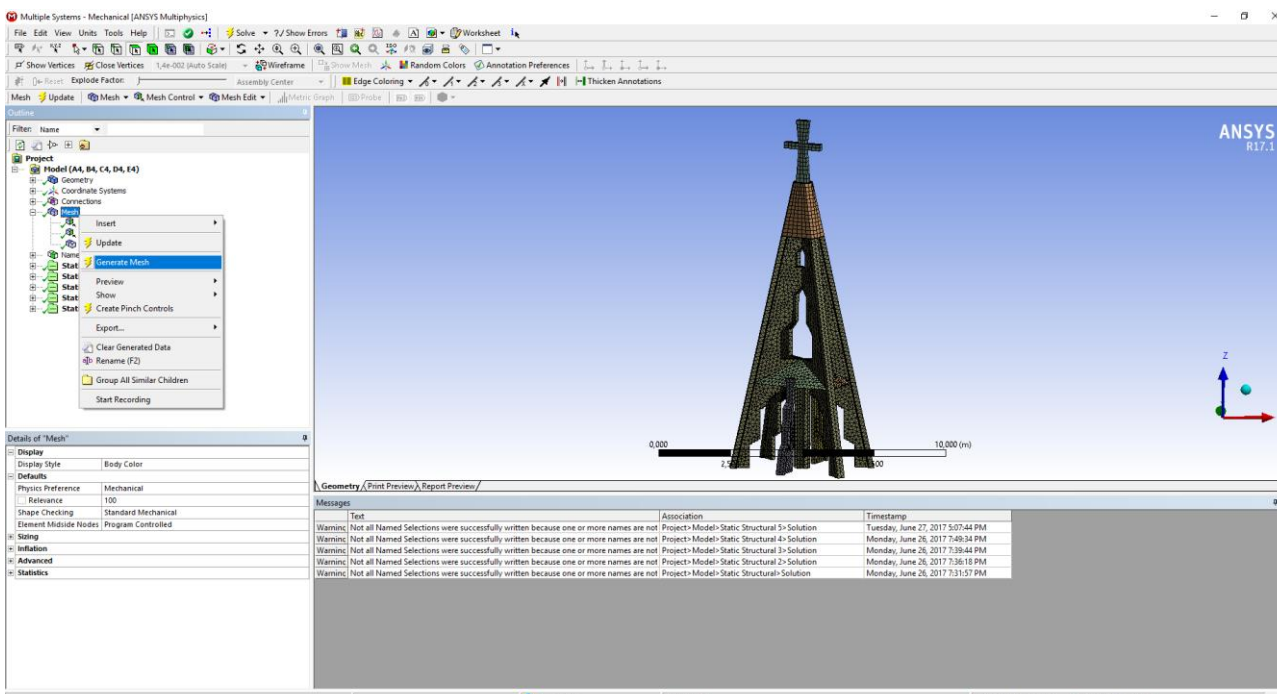 Multiple Systems - Mechanical [ANSYS Multiphysics]
File Edit View Units Tools Help Solve ?/ Show Errors Worksheet
Show Vertices Close Vertices 1,4e-002 (Auto Scale) Wireframe Show Mesh Random Colors Annotation Preferences
Reset Explode Factor: Assembly Center Edge Coloring Thicken Annotations
Mesh Update Mesh Mesh Control Mesh Edit Metric Graph Probe
Outline
Filter: Name
Project
Model (A4, B4, C4, D4, E4)
Geometry
Coordinate Systems
Connections
Mesh
Name
Stat
Stat
Stat
Stat
Stat
Insert
Update
Generate Mesh
Preview
Show
Create Pinch Controls
Export...
Clear Generated Data
Rename (F2)
Group All Similar Children
Start Recording
ANSYS
R17.1
Z
0,000 10,000 (m)
Geometry Print Preview Report Preview
Details of "Mesh"
Display
Display Style Body Color
Defaults
Physics Preference Mechanical
Relevance 100
Shape Checking Standard Mechanical
Element Midside Nodes Program Controlled
Sizing
Inflation
Advanced
Statistics
Messages
Text Association Timestamp
Warning Not all Named Selections were successfully written because one or more names are not Project>Model>Static Structural 5>Solution Tuesday, June 27, 2017 5:07:44 PM
Warning Not all Named Selections were successfully written because one or more names are not Project>Model>Static Structural 4>Solution Monday, June 26, 2017 7:49:34 PM
Warning Not all Named Selections were successfully written because one or more names are not Project>Model>Static Structural 3>Solution Monday, June 26, 2017 7:39:44 PM
Warning Not all Named Selections were successfully written because one or more names are not Project>Model>Static Structural 2>Solution Monday, June 26, 2017 7:36:18 PM
Warning Not all Named Selections were successfully written because one or more names are not Project>Model>Static Structural>Solution Monday, June 26, 2017 7:31:57 PM